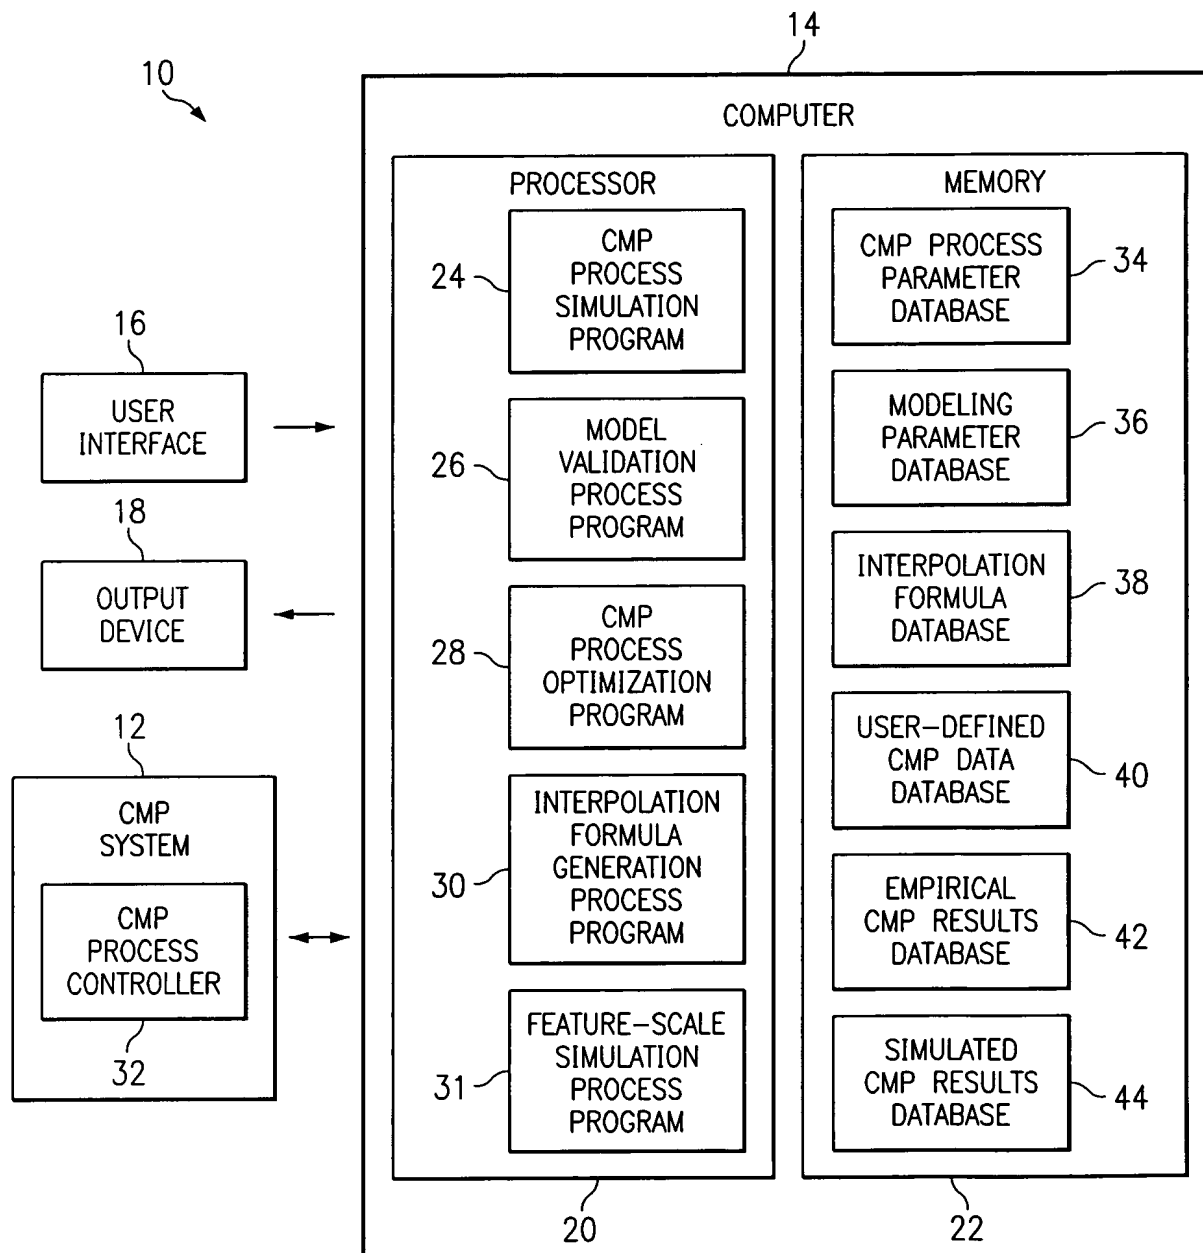 14
10
COMPUTER
PROCESSOR
CMP
PROCESS
SIMULATION
PROGRAM
24
MODEL
VALIDATION
PROCESS
PROGRAM
26
CMP
PROCESS
OPTIMIZATION
PROGRAM
28
INTERPOLATION
FORMULA
GENERATION
PROCESS
PROGRAM
30
FEATURE-SCALE
SIMULATION
PROCESS
PROGRAM
31
20
MEMORY
CMP PROCESS
PARAMETER
DATABASE
34
MODELING
PARAMETER
DATABASE
36
INTERPOLATION
FORMULA
DATABASE
38
USER-DEFINED
CMP DATA
DATABASE
40
EMPIRICAL
CMP RESULTS
DATABASE
42
SIMULATED
CMP RESULTS
DATABASE
44
22
16
USER
INTERFACE
18
OUTPUT
DEVICE
12
CMP
SYSTEM
CMP
PROCESS
CONTROLLER
32